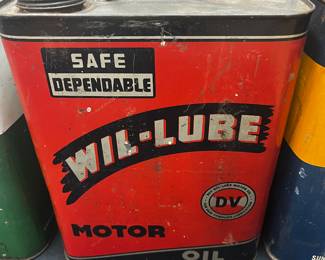 SAFE
DEPENDABLE
WIL-LUBE
DV
MOTOR
OIL